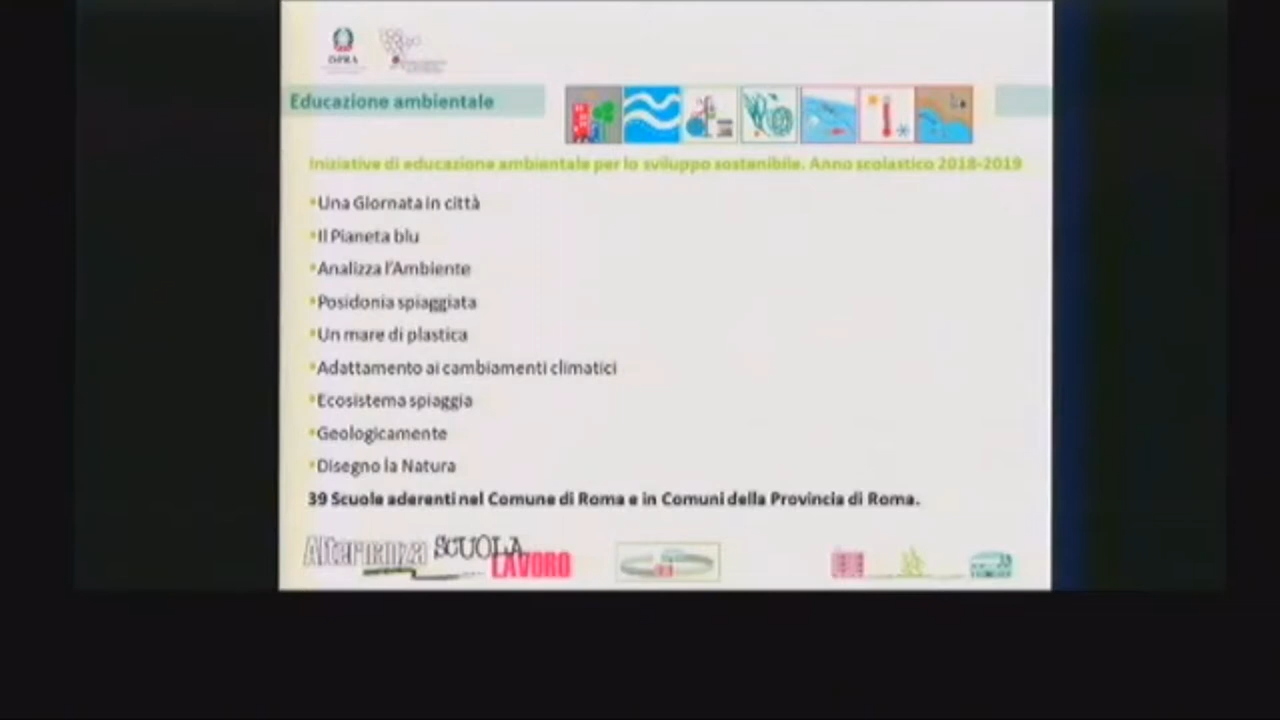 ISPRA
Educazione ambientale
Iniziative di educazione ambientale per lo sviluppo sostenibile. Anno scolastico 2018-2019
Una Giornata in città
Il Pianeta blu
Analizza l'Ambiente
Posidonia spiaggiata
Un mare di plastica
Adattamento ai cambiamenti climatici
Ecosistema spiaggia
Geologicamente
Disegno la Natura
39 Scuole aderenti nel Comune di Roma e in Comuni della Provincia di Roma.
Alternanza SCUOLA
LAVORO